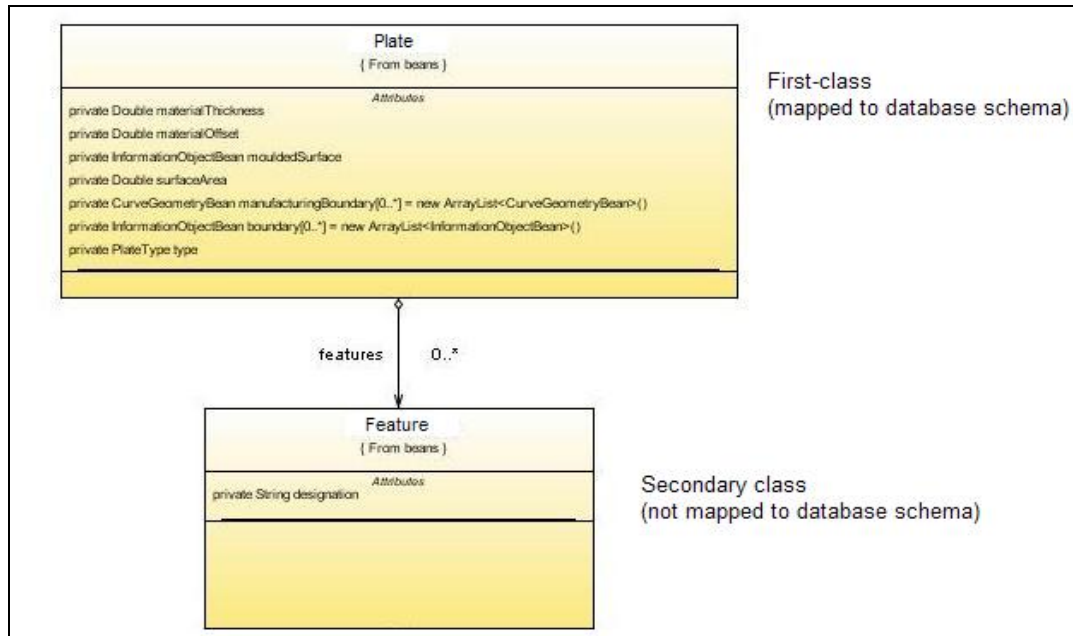 Plate
{ From beans }
First-class
(mapped to database schema)
Attributes
private Double materialThickness
private Double materialOffset
private InformationObjectBean mouldedSurface
private Double surfaceArea
private CurveGeometryBean manufacturingBoundary[0..*] = new ArrayList<CurveGeometryBean>()
private InformationObjectBean boundary[0..*] = new ArrayList<InformationObjectBean>()
private PlateType type
features 0..*
Feature
{ From beans }
Attributes
private String designation
Secondary class
(not mapped to database schema)